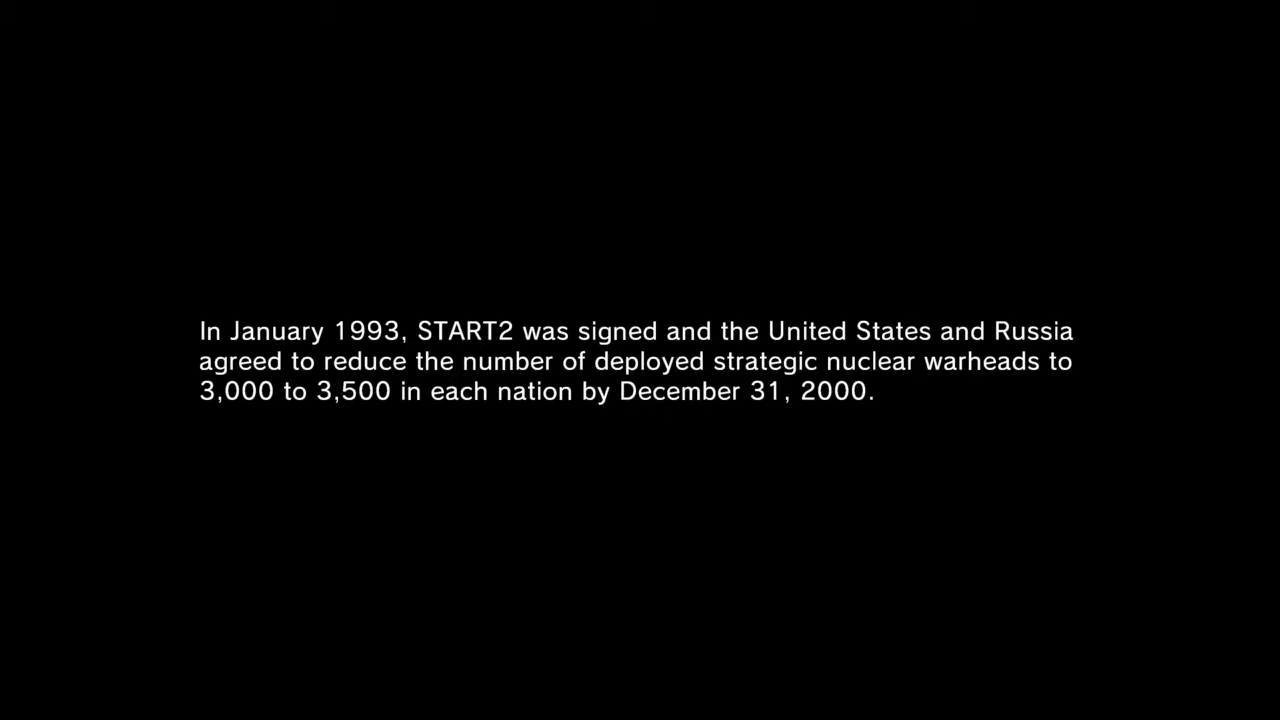 In January 1993, START2 was signed and the United States and Russia
agreed to reduce the number of deployed strategic nuclear warheads to
3,000 to 3,500 in each nation by December 31, 2000.